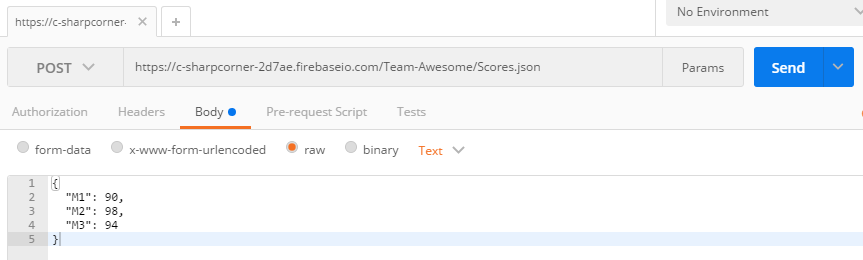 https://c-sharpcorner-
No Environment
POST https://c-sharpcorner-2d7ae.firebaseio.com/Team-Awesome/Scores.json Params Send
Authorization Headers Body Pre-request Script Tests
form-data x-www-form-urlencoded raw binary Text
1 {
2 "M1": 90,
3 "M2": 98,
4 "M3": 94
5 }